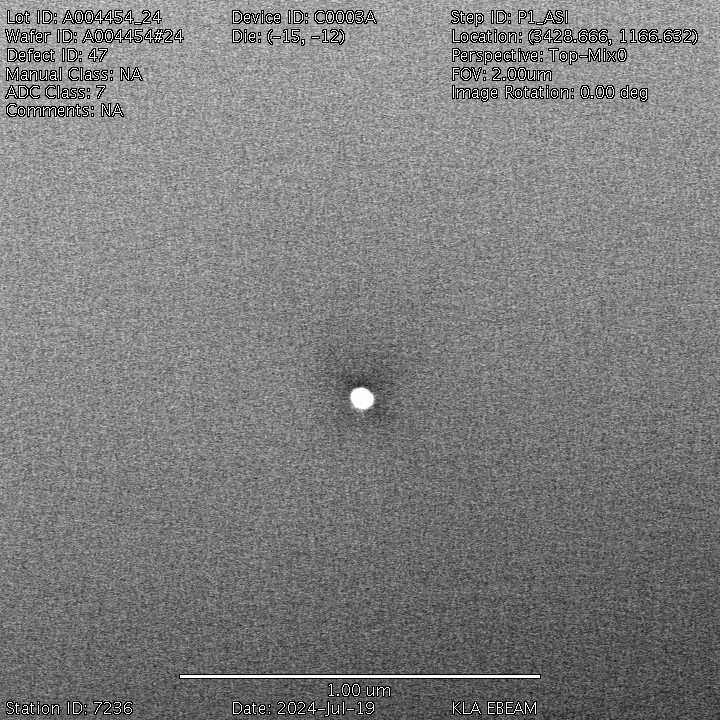 Lot ID: A004454_24 Device ID: C0003A Step ID: P1_ASI
Wafer ID: A004454#24 Die: (-15, -12) Location: (3428.666, 1166.632)
Defect ID: 47 Perspective: Top-Mix0
Manual Class: NA FOV: 2.00um
ADC Class: 7 Image Rotation: 0.00 deg
Comments: NA
1.00 um
Station ID: 7236 Date: 2024-Jul-19 KLA EBEAM